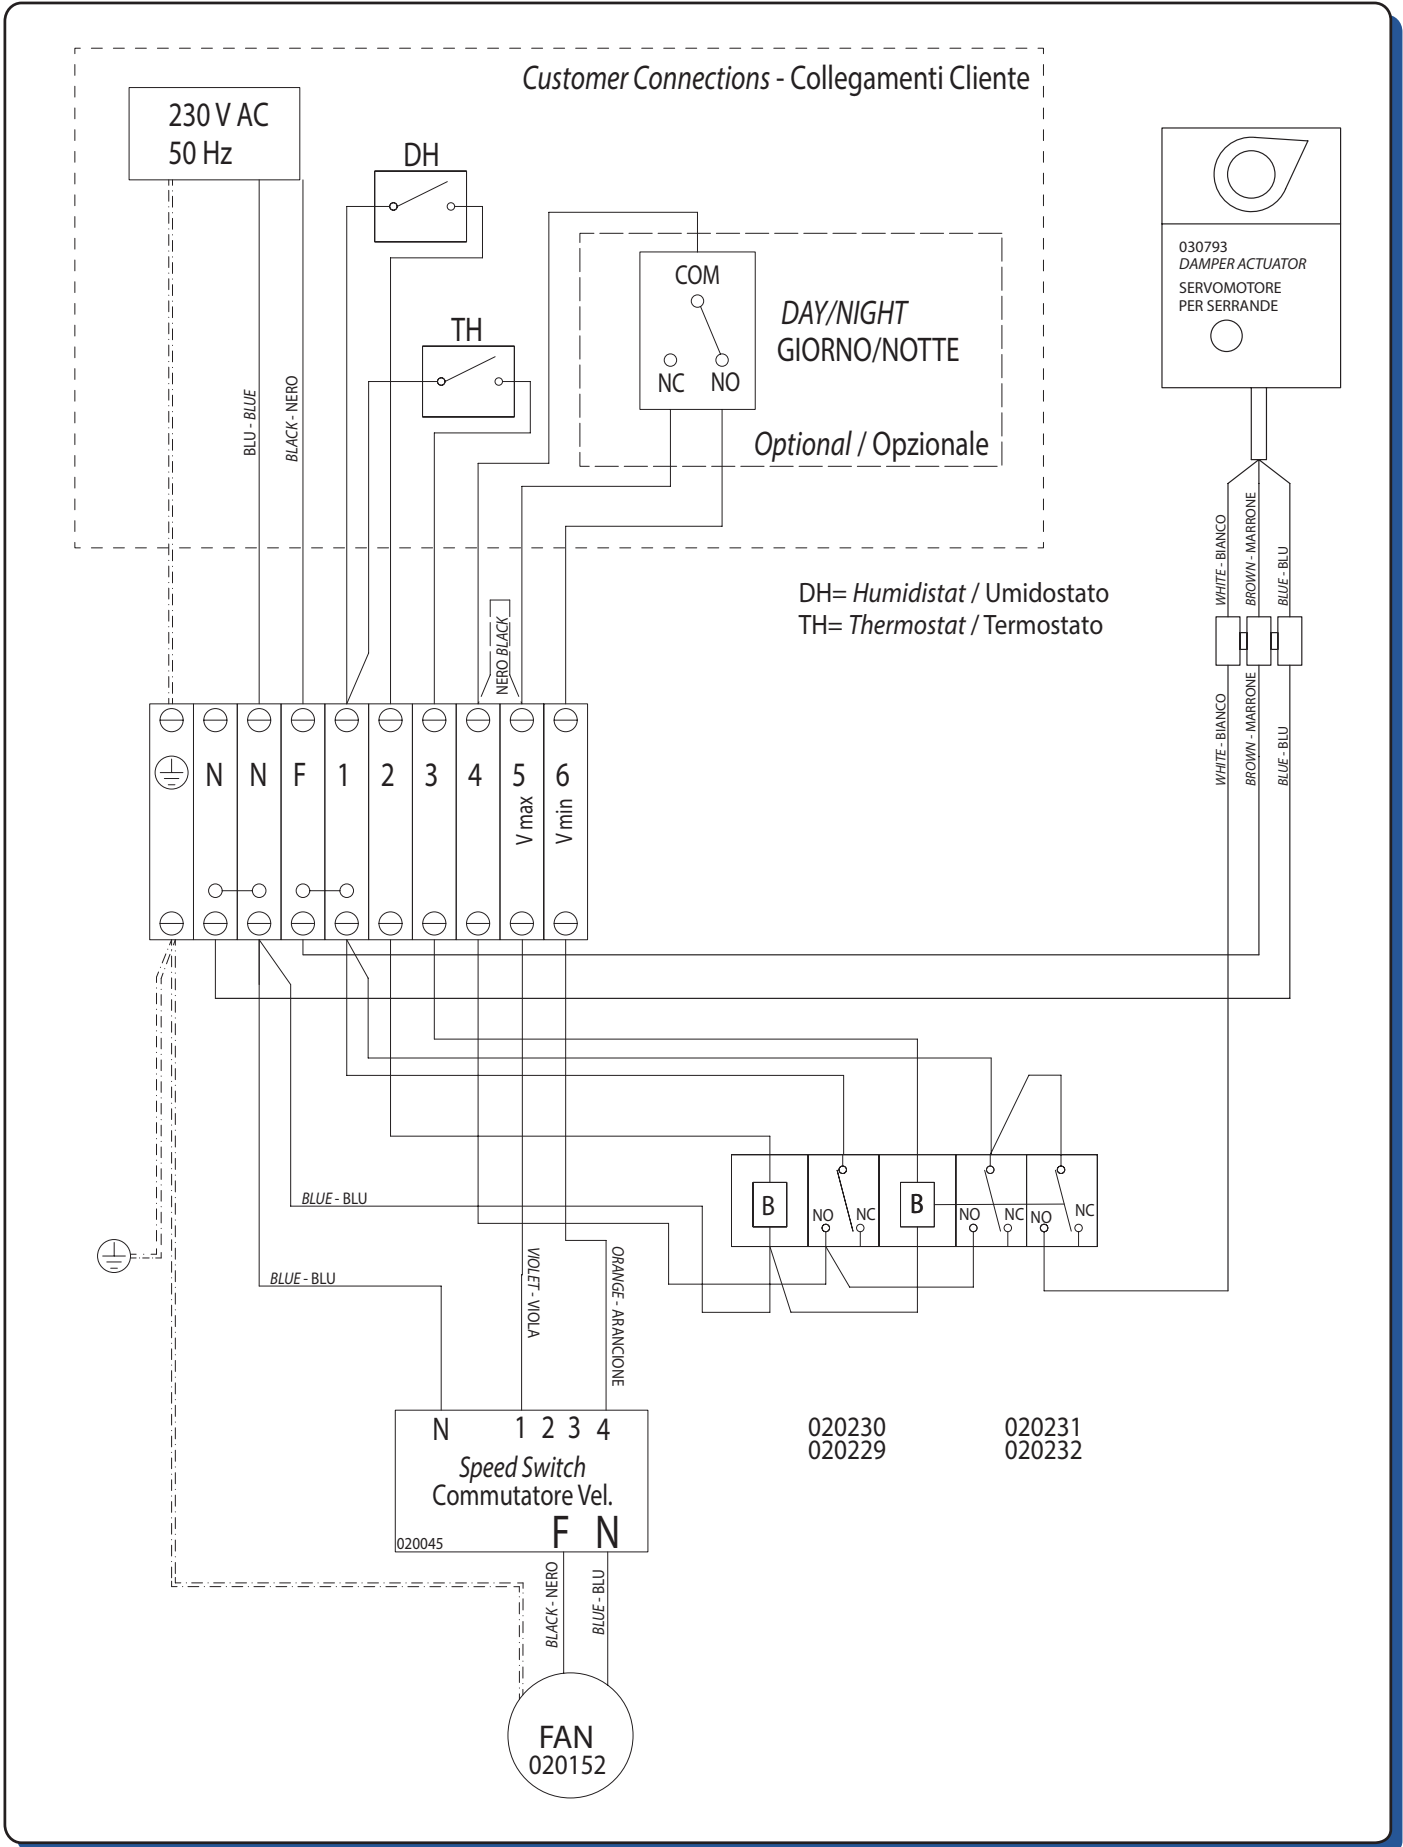 Customer Connections - Collegamenti Cliente
230 V AC
50 Hz
DH
TH
COM
NC
NO
DAY/NIGHT
GIORNO/NOTTE
Optional / Opzionale
BLU - BLUE
BLACK - NERO
030793
DAMPER ACTUATOR
SERVOMOTORE
PER SERRANDE
WHITE - BIANCO
BROWN - MARRONE
BLUE - BLU
DH= Humidistat / Umidostato
TH= Thermostat / Termostato
NERO BLACK
WHITE - BIANCO
BROWN - MARRONE
BLUE - BLU
N
N
F
1
2
3
4
5
V max
6
V min
B
NO
NC
B
NO
NC
NO
NC
BLUE - BLU
BLUE - BLU
VIOLET - VIOLA
ORANGE - ARANCIONE
N 1 2 3 4
Speed Switch
Commutatore Vel.
F N
020045
020230
020229
020231
020232
BLACK - NERO
BLUE - BLU
FAN
020152